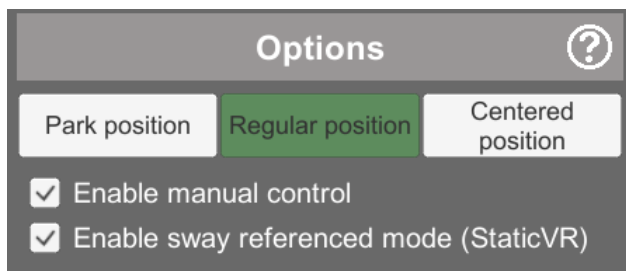 Options
?
Park position
Regular position
Centered
position
Enable manual control
Enable sway referenced mode (StaticVR)